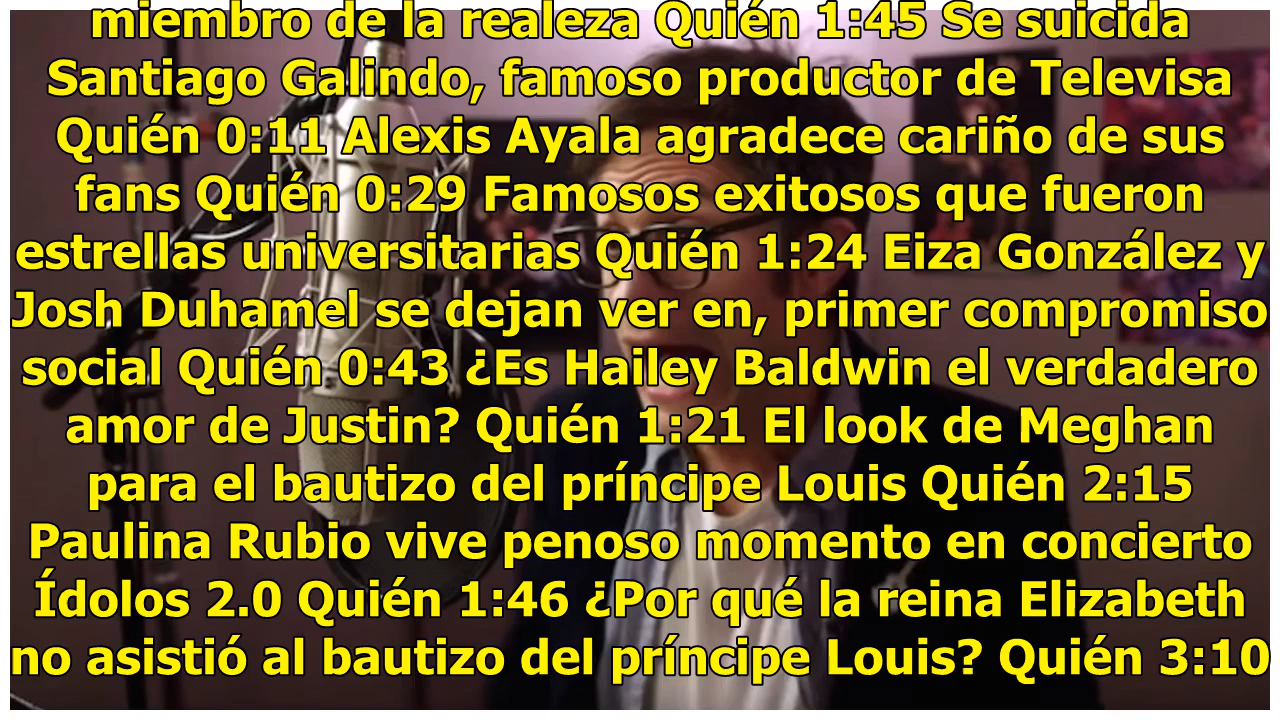 miembro de la realeza Quién 1:45 Se suicida
Santiago Galindo, famoso productor de Televisa
Quién 0:11 Alexis Ayala agradece cariño de sus
fans Quién 0:29 Famosos exitosos que fueron
estrellas universitarias Quién 1:24 Eiza González y
Josh Duhamel se dejan ver en, primer compromiso
social Quién 0:43 ¿Es Hailey Baldwin el verdadero
amor de Justin? Quién 1:21 El look de Meghan
para el bautizo del príncipe Louis Quién 2:15
Paulina Rubio vive penoso momento en concierto
Ídolos 2.0 Quién 1:46 ¿Por qué la reina Elizabeth
no asistió al bautizo del príncipe Louis? Quién 3:10